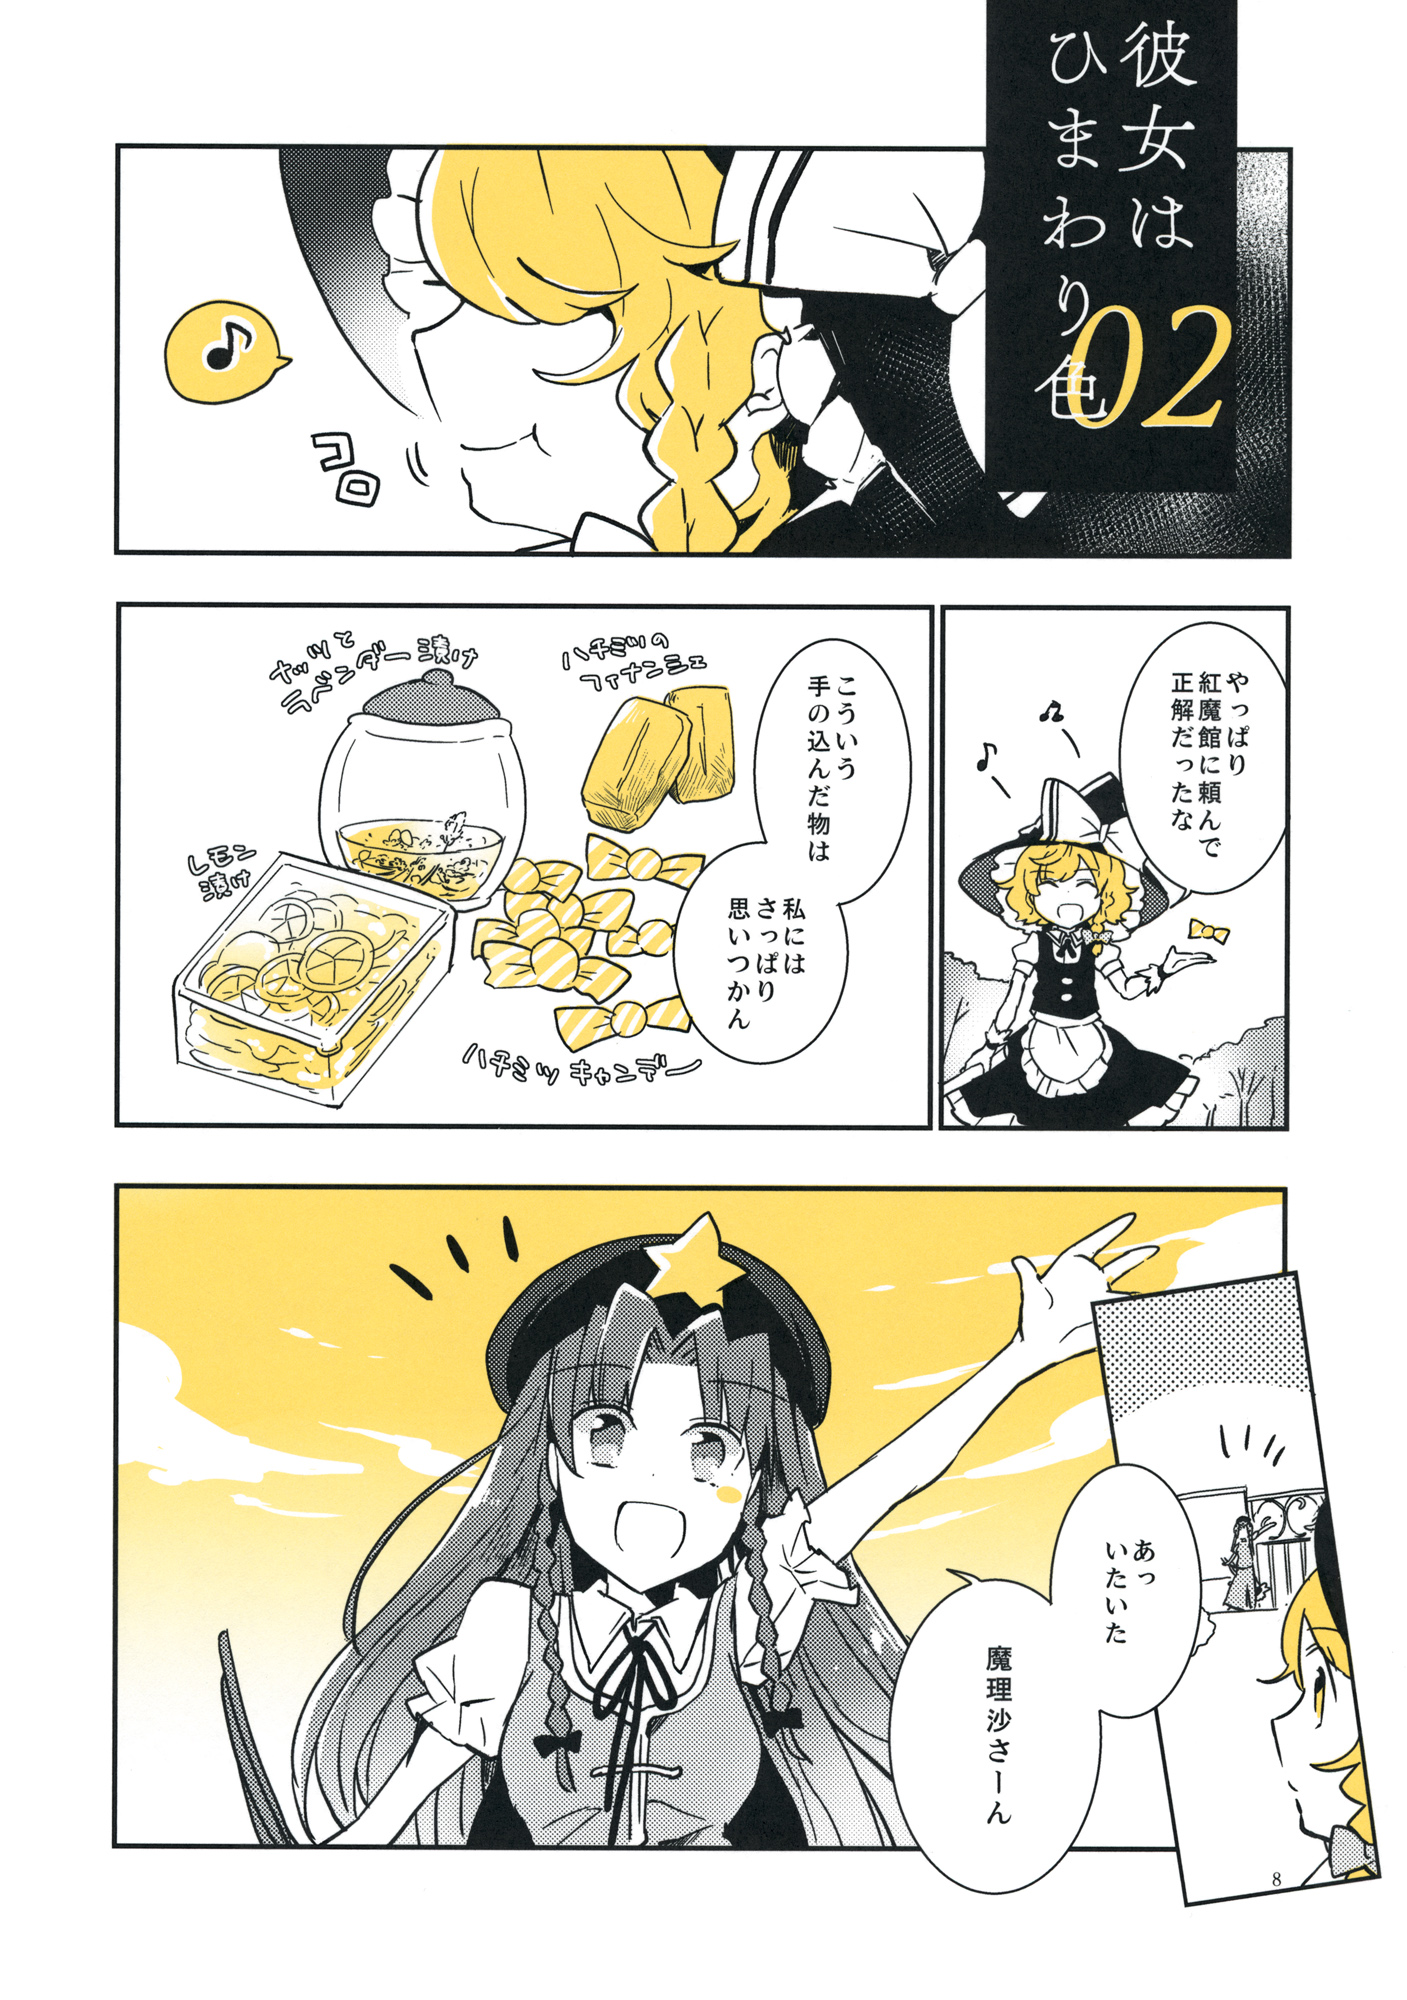 彼女は
ひまわり色
02
コロ
やっぱり
紅魔館に頼んで
正解だったな
こういう
手の込んだ物は
私には
さっぱり
思いつかん
ハチミツの
フィナンシェ
ナッツと
ラベンダー漬け
レモン
漬け
ハチミツキャンデー
あっ
いたいた
魔理沙さーん
8